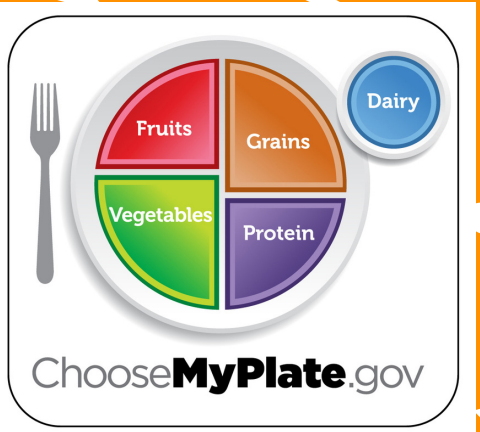 Fruits
Grains
Dairy
Vegetables
Protein
ChooseMyPlate.gov